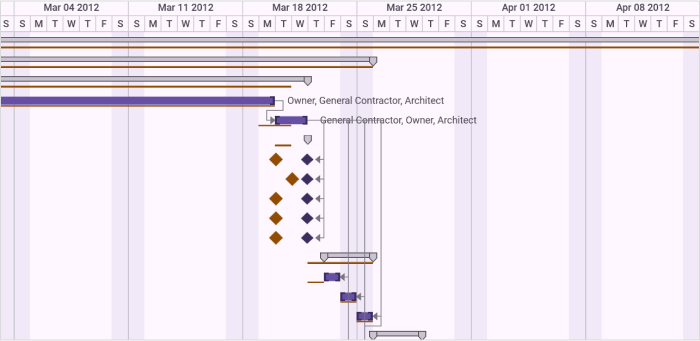 Mar 04 2012 Mar 11 2012 Mar 18 2012 Mar 25 2012 Apr 01 2012 Apr 08 2012
S S M T W T F S S M T W T F S S M T W T F S S M T W T F S S M T W T F S S M T W T F S
Owner, General Contractor, Architect
General Contractor, Owner, Architect